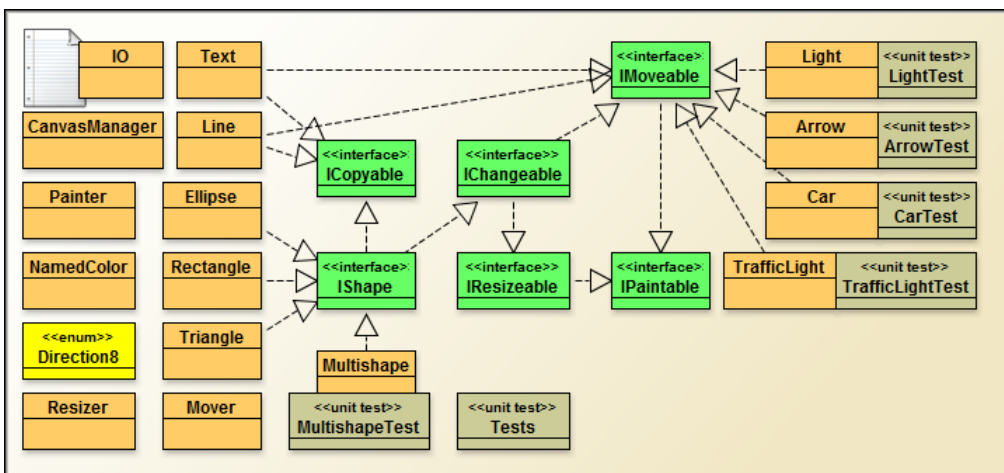 IO
Text
<<interface>>
IMoveable
Light
<<unit test>>
LightTest
CanvasManager
Line
<<interface>>
ICopyable
<<interface>>
IChangeable
Arrow
<<unit test>>
ArrowTest
Painter
Ellipse
Car
<<unit test>>
CarTest
NamedColor
Rectangle
<<interface>>
IShape
<<interface>>
IResizeable
<<interface>>
IPaintable
TrafficLight
<<unit test>>
TrafficLightTest
<<enum>>
Direction8
Triangle
Multishape
Resizer
Mover
<<unit test>>
MultishapeTest
<<unit test>>
Tests